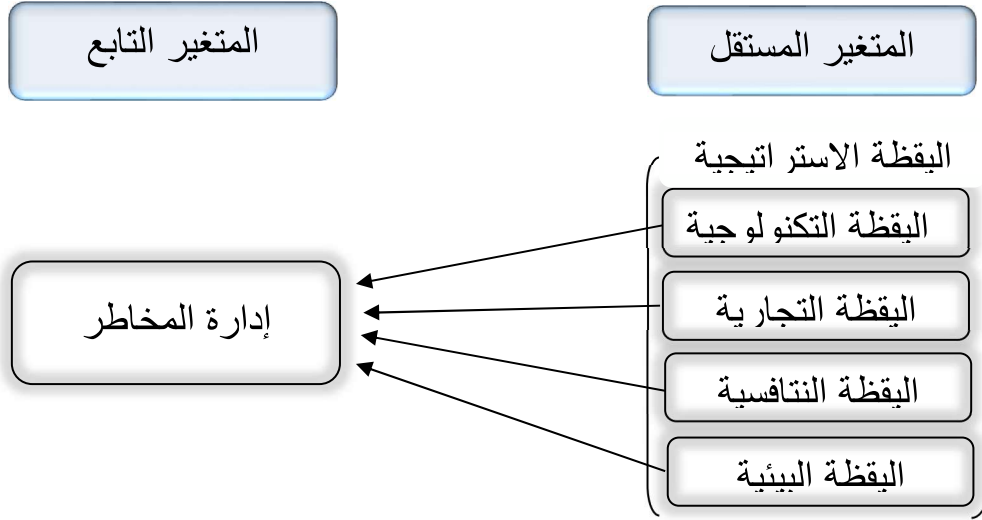 المتغير المستقل
المتغير التابع
اليقظة الاستراتيجية
اليقظة التكنولوجية
اليقظة التجارية
اليقظة التنافسية
اليقظة البيئية
إدارة المخاطر